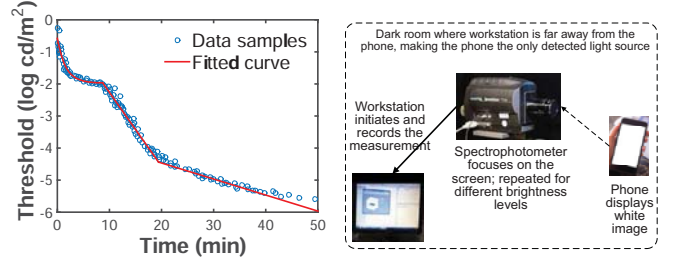 Threshold (log cd/m²)
0
-1
-2
-3
-4
-5
-6
0
10
20
30
40
50
Time (min)
Data samples
Fitted curve
Dark room where workstation is far away from the
phone, making the phone the only detected light source
Workstation
initiates and
records the
measurement
Spectrophotometer
focuses on the
screen; repeated for
different brightness
levels
Phone
displays
white
image